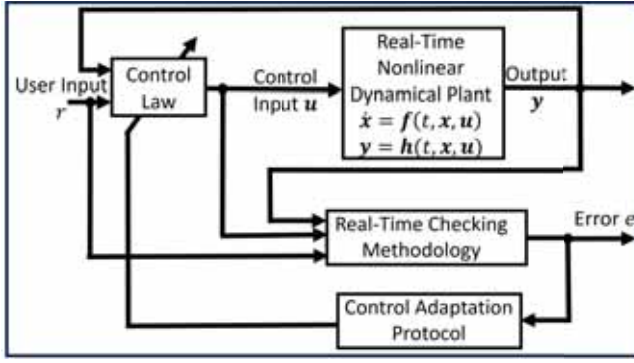 Real-Time
Nonlinear
Dynamical Plant
ẋ = f(t, x, u)
y = h(t, x, u)
User Input
r
Control
Law
Control
Input u
Output
y
Real-Time Checking
Methodology
Error e
Control Adaptation
Protocol